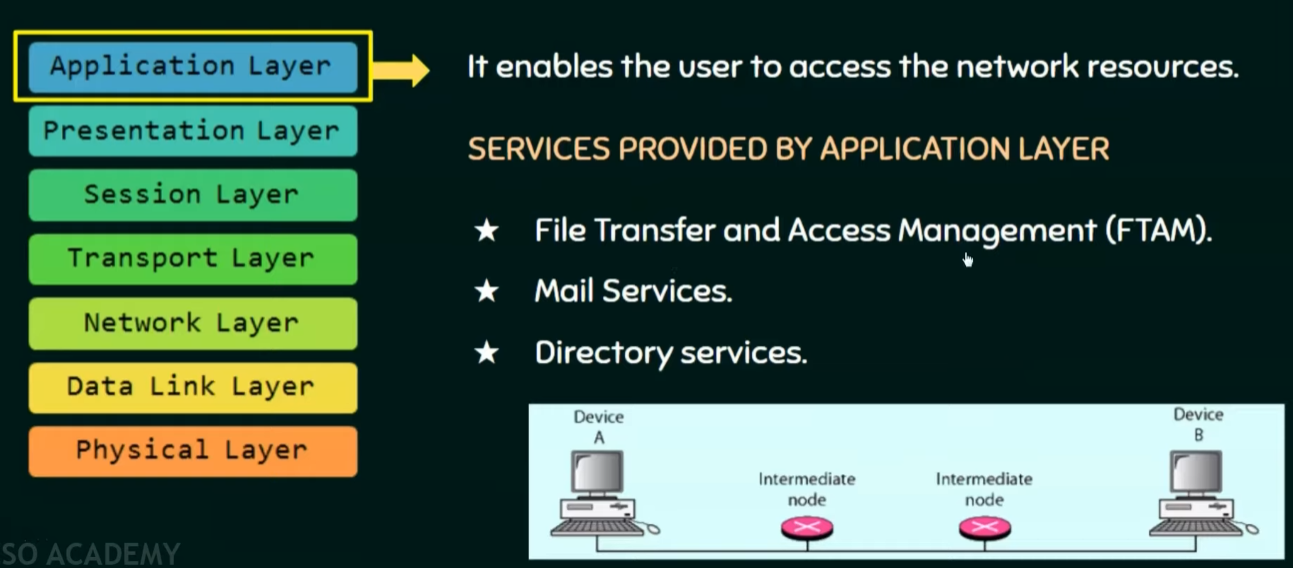 Application Layer
Presentation Layer
Session Layer
Transport Layer
Network Layer
Data Link Layer
Physical Layer
It enables the user to access the network resources.
SERVICES PROVIDED BY APPLICATION LAYER
★ File Transfer and Access Management (FTAM).
★ Mail Services.
★ Directory services.
Device
A
Intermediate
node
Intermediate
node
Device
B
SO ACADEMY